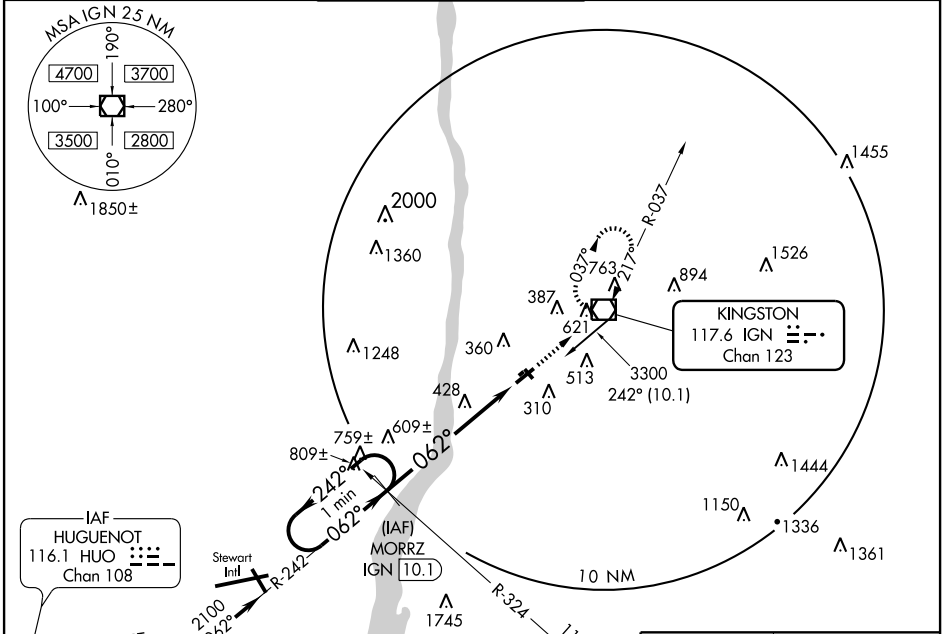 MSA IGN 25 NM
190°
4700
3700
100°
280°
3500
2800
010°
1850±
2000
1360
1248
R-037
037°
217°
763
894
1526
1455
387
621
360
KINGSTON
117.6 IGN
Chan 123
513
3300
242° (10.1)
310
428
609±
759±
809±
062°
242°
1 min
062°
1444
1150
1336
1361
IAF
HUGUENOT
116.1 HUO
Chan 108
Stewart
Intl
R-242
(IAF)
MORRZ
IGN 10.1
10 NM
R-324
2100
062°
1745